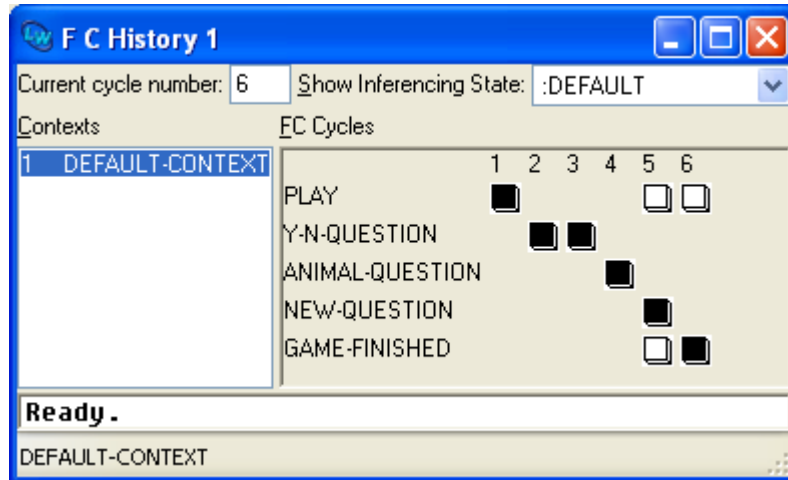 LW F C History 1
Current cycle number: 6 Show Inferencing State: :DEFAULT
Contexts FC Cycles
1 DEFAULT-CONTEXT
1 2 3 4 5 6
PLAY
Y-N-QUESTION
ANIMAL-QUESTION
NEW-QUESTION
GAME-FINISHED
Ready.
DEFAULT-CONTEXT